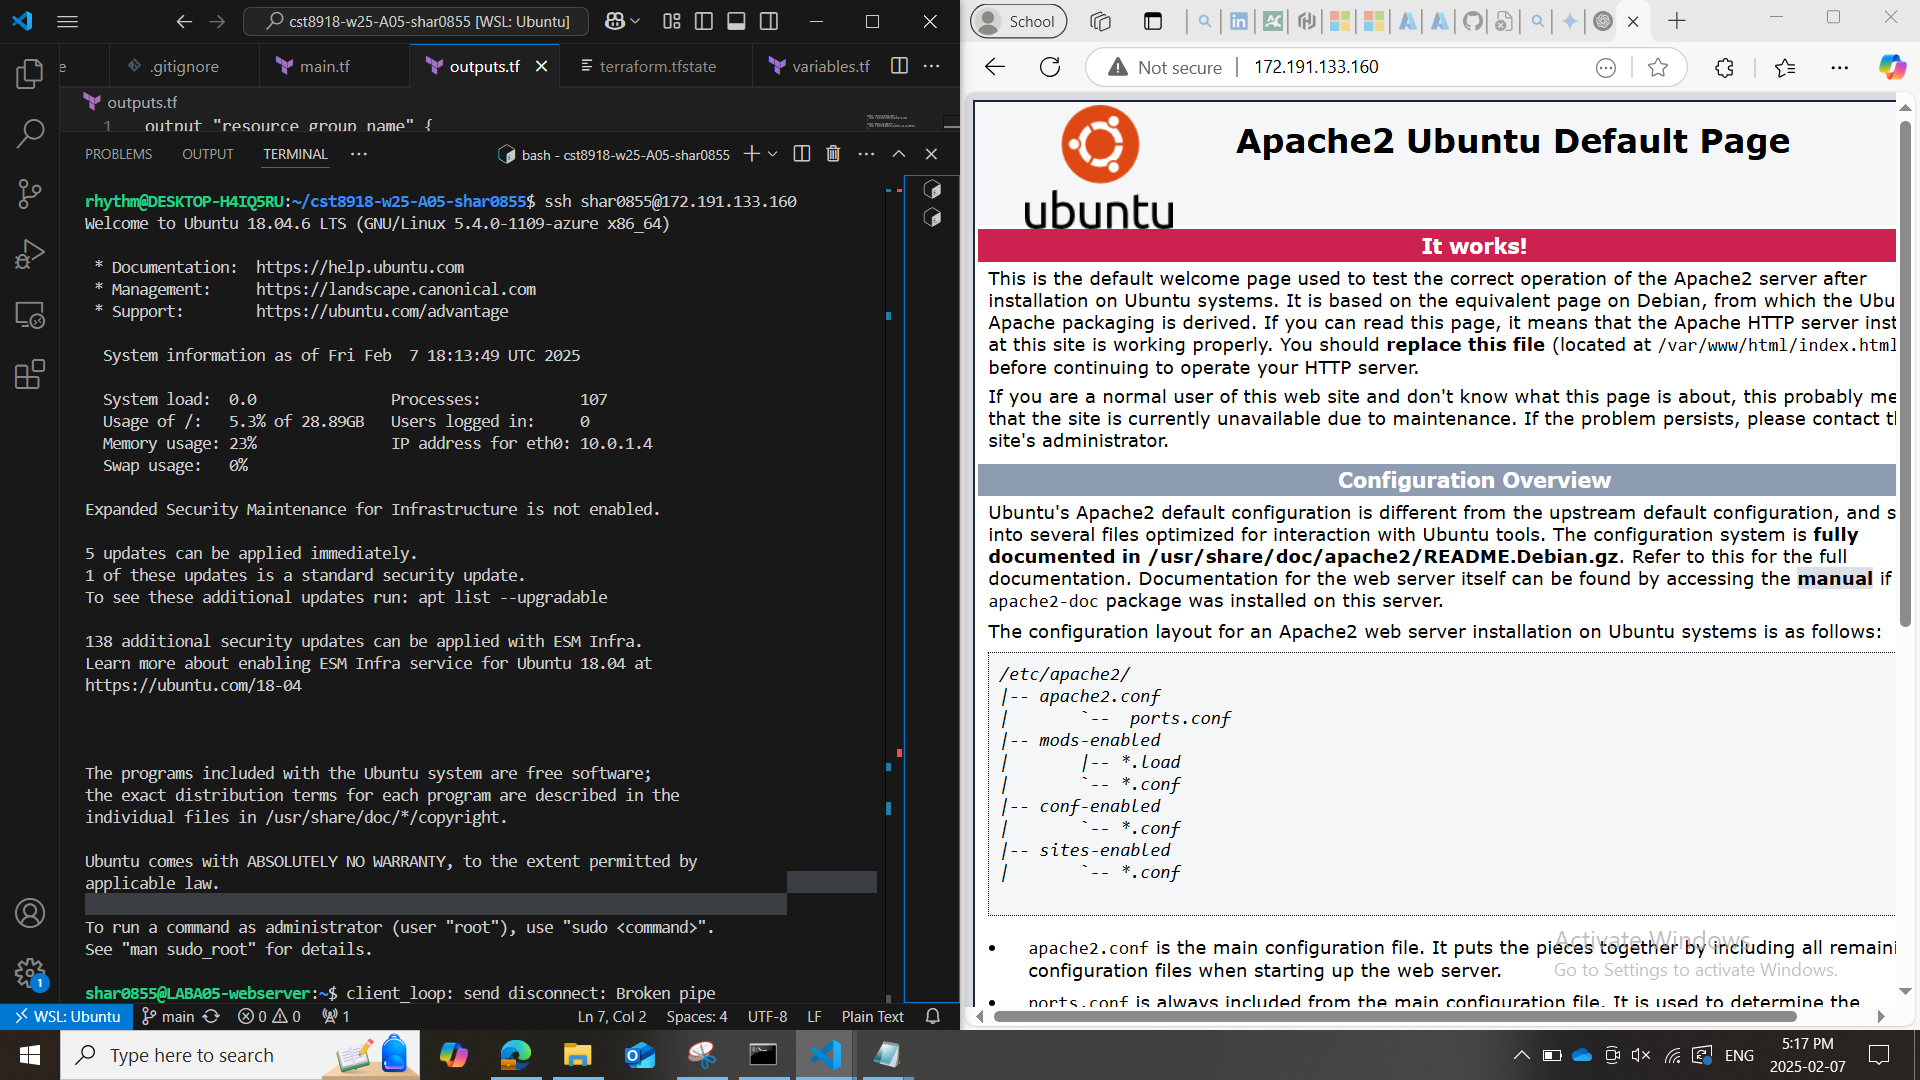 cst8918-w25-A05-shar0855 [WSL: Ubuntu]
e
.gitignore
main.tf
outputs.tf
terraform.tfstate
variables.tf
outputs.tf
1 output "resource_group_name" {
PROBLEMS OUTPUT TERMINAL
bash - cst8918-w25-A05-shar0855
rhythm@DESKTOP-H4IQ5RU:~/cst8918-w25-A05-shar0855$ ssh shar0855@172.191.133.160
Welcome to Ubuntu 18.04.6 LTS (GNU/Linux 5.4.0-1109-azure x86_64)
* Documentation: https://help.ubuntu.com
* Management: https://landscape.canonical.com
* Support: https://ubuntu.com/advantage
System information as of Fri Feb 7 18:13:49 UTC 2025
System load: 0.0 Processes: 107
Usage of /: 5.3% of 28.89GB Users logged in: 0
Memory usage: 23% IP address for eth0: 10.0.1.4
Swap usage: 0%
Expanded Security Maintenance for Infrastructure is not enabled.
5 updates can be applied immediately.
1 of these updates is a standard security update.
To see these additional updates run: apt list --upgradable
138 additional security updates can be applied with ESM Infra.
Learn more about enabling ESM Infra service for Ubuntu 18.04 at
https://ubuntu.com/18-04
The programs included with the Ubuntu system are free software;
the exact distribution terms for each program are described in the
individual files in /usr/share/doc/*/copyright.
Ubuntu comes with ABSOLUTELY NO WARRANTY, to the extent permitted by
applicable law.
To run a command as administrator (user "root"), use "sudo <command>".
See "man sudo_root" for details.
shar0855@LABA05-webserver:~$ client_loop: send disconnect: Broken pipe
WSL: Ubuntu
main
0 0
1
Ln 7, Col 2
Spaces: 4
UTF-8
LF
Plain Text
1
School
Not secure
172.191.133.160
ubuntu
Apache2 Ubuntu Default Page
It works!
This is the default welcome page used to test the correct operation of the Apache2 server after
installation on Ubuntu systems. It is based on the equivalent page on Debian, from which the Ubu
Apache packaging is derived. If you can read this page, it means that the Apache HTTP server inst
at this site is working properly. You should replace this file (located at /var/www/html/index.html
before continuing to operate your HTTP server.
If you are a normal user of this web site and don't know what this page is about, this probably me
that the site is currently unavailable due to maintenance. If the problem persists, please contact t
site's administrator.
Configuration Overview
Ubuntu's Apache2 default configuration is different from the upstream default configuration, and s
into several files optimized for interaction with Ubuntu tools. The configuration system is fully
documented in /usr/share/doc/apache2/README.Debian.gz. Refer to this for the full
documentation. Documentation for the web server itself can be found by accessing the manual if
apache2-doc package was installed on this server.
The configuration layout for an Apache2 web server installation on Ubuntu systems is as follows:
/etc/apache2/
|-- apache2.conf
|       `--  ports.conf
|-- mods-enabled
|       |-- *.load
|       `-- *.conf
|-- conf-enabled
|       `-- *.conf
|-- sites-enabled
|       `-- *.conf
• apache2.conf is the main configuration file. It puts the pieces together by including all remaini
configuration files when starting up the web server.
• ports.conf is always included from the main configuration file. It is used to determine the
Activate Windows
Go to Settings to activate Windows.
Type here to search
ENG
5:17 PM
2025-02-07